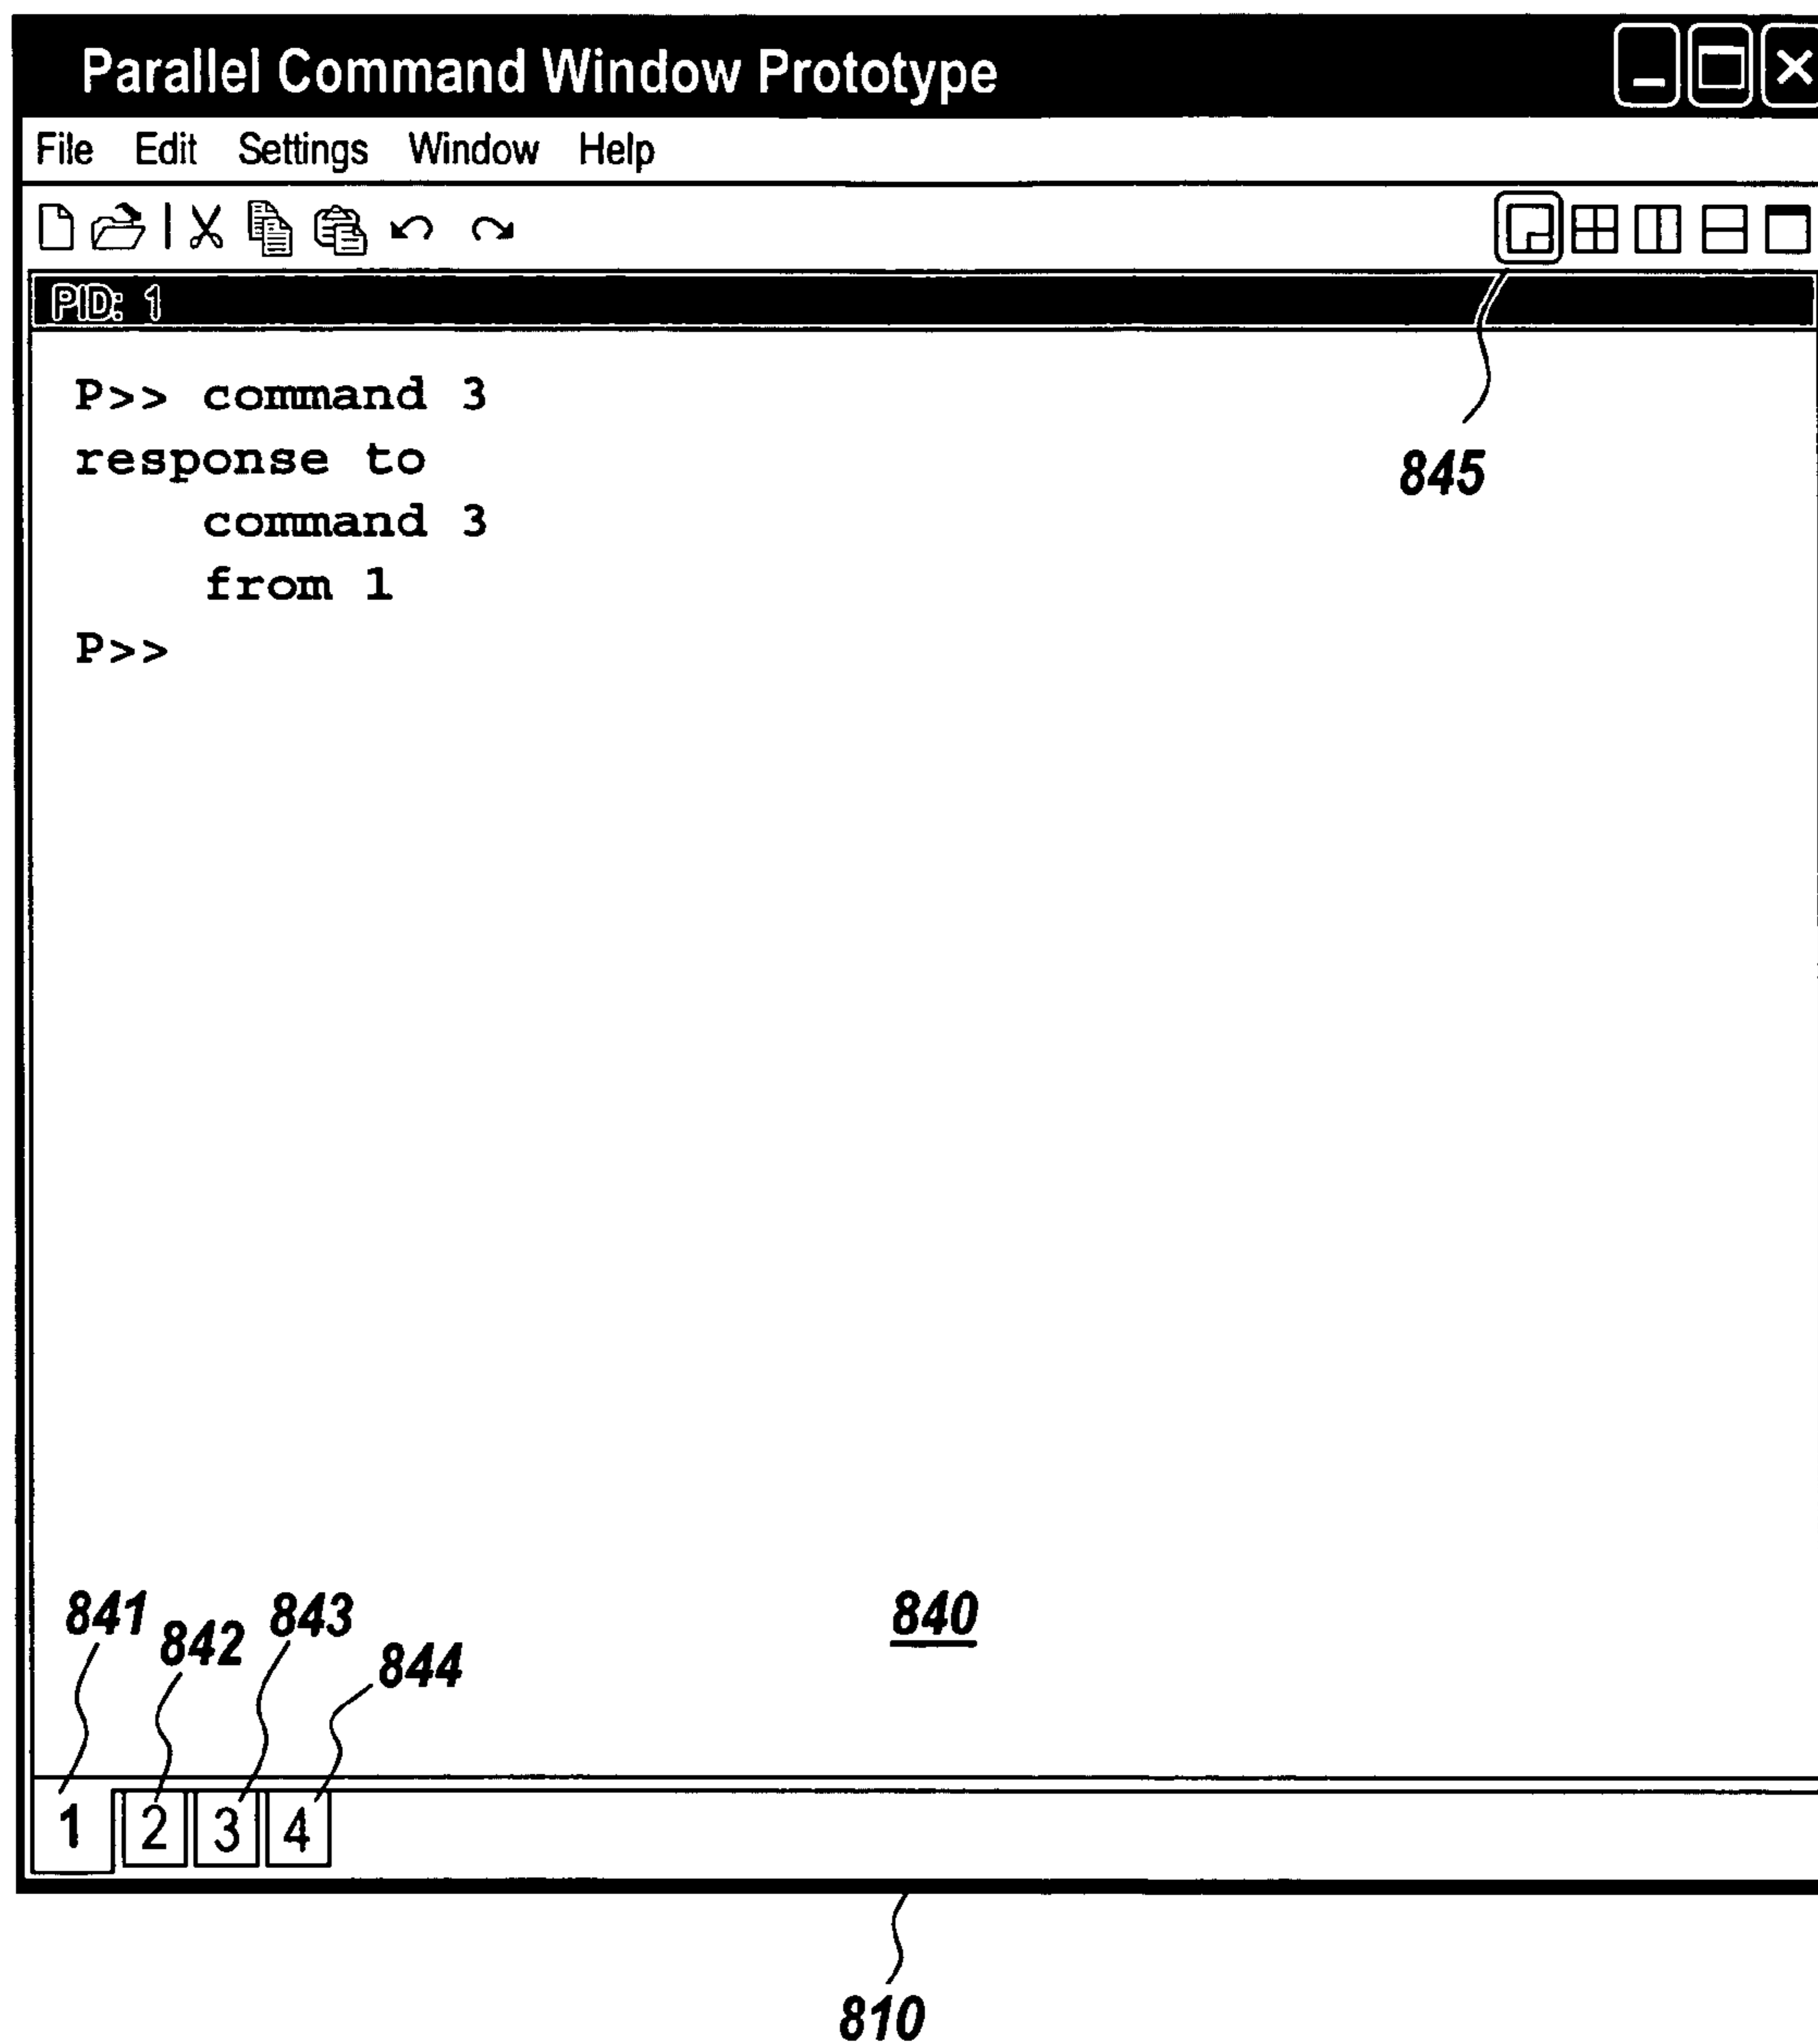 Parallel Command Window Prototype
File Edit Settings Window Help
PID: 1
P>> command 3
response to
command 3
from 1
P>>
845
841 842 843 844
840
1 2 3 4
810